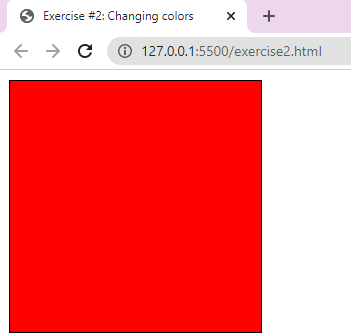 Exercise #2: Changing colors
127.0.0.1:5500/exercise2.html